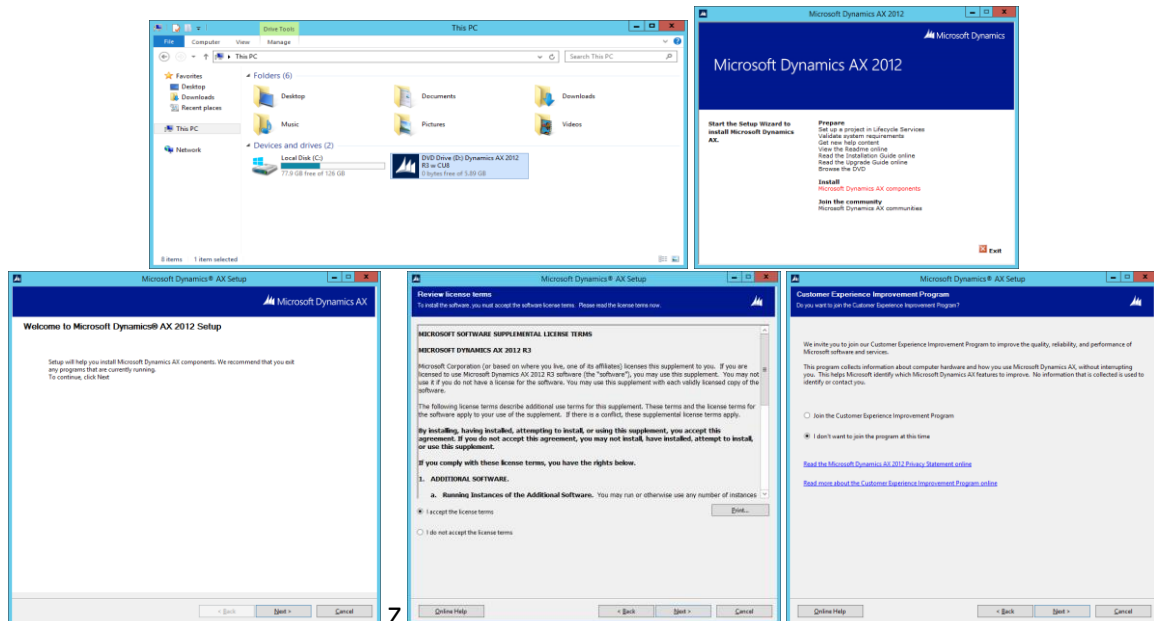 Drive Tools
This PC
File
Computer
View
Manage
This PC
Search This PC
Favorites
Desktop
Downloads
Recent places
This PC
Network
Folders (6)
Desktop
Documents
Downloads
Music
Pictures
Videos
Devices and drives (2)
Local Disk (C:)
77.9 GB free of 126 GB
DVD Drive (D:) Dynamics AX 2012
R3 w CU8
0 bytes free of 5.89 GB
8 items
1 item selected
Microsoft Dynamics AX 2012
Microsoft Dynamics
Microsoft Dynamics AX 2012
Start the Setup Wizard to
install Microsoft Dynamics
AX.
Prepare
Set up a project in Lifecycle Services
Validate system requirements
Get new help content
View the Readme online
Read the Installation Guide online
Read the Upgrade Guide online
Browse the DVD
Install
Microsoft Dynamics AX components
Join the community
Microsoft Dynamics AX communities
Exit
Microsoft Dynamics® AX Setup
Microsoft Dynamics AX
Welcome to Microsoft Dynamics® AX 2012 Setup
Setup will help you install Microsoft Dynamics AX components. We recommend that you exit
any programs that are currently running.
To continue, click Next
< Back
Next >
Cancel
7
Microsoft Dynamics® AX Setup
Review license terms
To install the software, you must accept the software license terms. Please read the license terms now.
MICROSOFT SOFTWARE SUPPLEMENTAL LICENSE TERMS
MICROSOFT DYNAMICS AX 2012 R3
Microsoft Corporation (or based on where you live, one of its affiliates) licenses this supplement to you. If you are
licensed to use Microsoft Dynamics AX 2012 R3 software (the "software"), you may use this supplement. You may not
use it if you do not have a license for the software. You may use this supplement with each validly licensed copy of the
software.
The following license terms describe additional use terms for this supplement. These terms and the license terms for
the software apply to your use of the supplement. If there is a conflict, these supplemental license terms apply.
By installing, having installed, attempting to install, or using this supplement, you accept this
agreement. If you do not accept this agreement, you may not install, have installed, attempt to install,
or use this supplement.
If you comply with these license terms, you have the rights below.
1. ADDITIONAL SOFTWARE.
a. Running Instances of the Additional Software. You may run or otherwise use any number of instances
I accept the license terms
Print...
I do not accept the license terms
Online Help
< Back
Next >
Cancel
Microsoft Dynamics® AX Setup
Customer Experience Improvement Program
Do you want to join the Customer Experience Improvement Program?
We invite you to join our Customer Experience Improvement Program to improve the quality, reliability, and performance of
Microsoft software and services.
This program collects information about computer hardware and how you use Microsoft Dynamics AX, without interrupting
you. This helps Microsoft identify which Microsoft Dynamics AX features to improve. No information that is collected is used to
identify or contact you.
Join the Customer Experience Improvement Program
I don't want to join the program at this time
Read the Microsoft Dynamics AX 2012 Privacy Statement online
Read more about the Customer Experience Improvement Program online
Online Help
< Back
Next >
Cancel